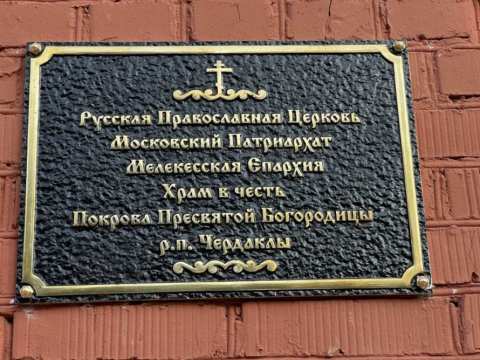 Русская Православная Церковь
Московский Патриархат
Мелекесская Епархия
Храм в честь
Покрова Пресвятой Богородицы
р.п. Чердаклы